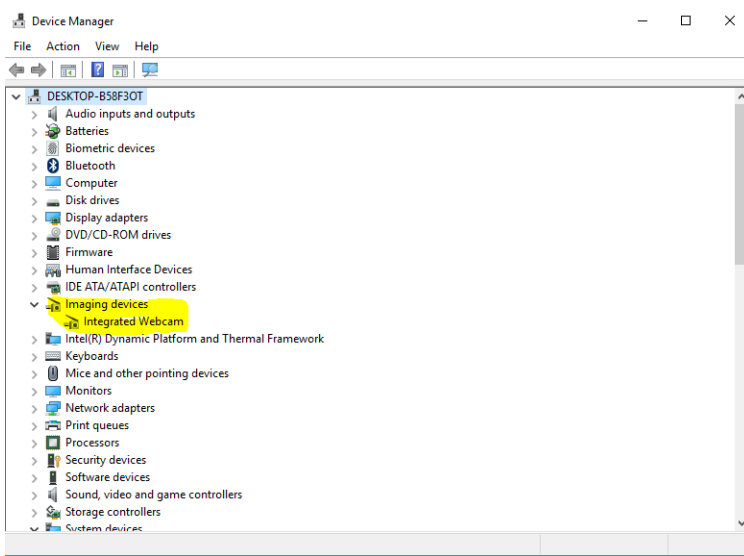 Device Manager
File Action View Help
DESKTOP-B58F3OT
Audio inputs and outputs
Batteries
Biometric devices
Bluetooth
Computer
Disk drives
Display adapters
DVD/CD-ROM drives
Firmware
Human Interface Devices
IDE ATA/ATAPI controllers
Imaging devices
Integrated Webcam
Intel(R) Dynamic Platform and Thermal Framework
Keyboards
Mice and other pointing devices
Monitors
Network adapters
Print queues
Processors
Security devices
Software devices
Sound, video and game controllers
Storage controllers
System devices